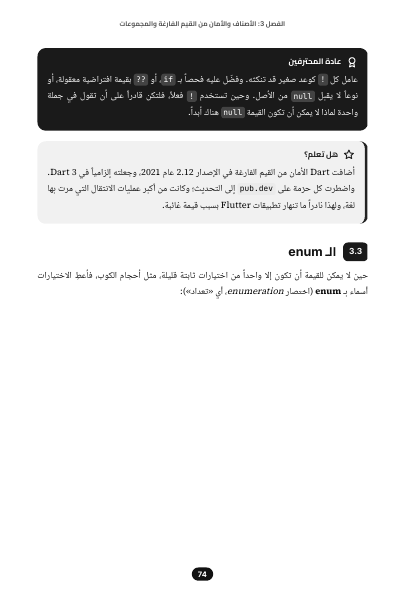 الفصل 3: الأصناف والأمان من القيم الفارغة والمجموعات
عادة المحترفين
عامل كل ! كوعد صغير قد تنكثه. وفضّل عليه فحصاً بـ if، أو ?? بقيمة افتراضية معقولة، أو
نوعاً لا يقبل null من الأصل. وحين تستخدم ! فعلاً، فلتكن قادراً على أن تقول في جملة
واحدة لماذا لا يمكن أن تكون القيمة null هناك أبداً.
هل تعلم؟
أضافت Dart الأمان من القيم الفارغة في الإصدار 2.12 عام 2021، وجعلته إلزامياً في Dart 3.
واضطرت كل حزمة على pub.dev إلى التحديث؛ وكانت من أكبر عمليات الانتقال التي مرت بها
لغة، ولهذا نادراً ما تنهار تطبيقات Flutter بسبب قيمة غائبة.
3.3 الـ enum
حين لا يمكن للقيمة أن تكون إلا واحداً من اختيارات ثابتة قليلة، مثل أحجام الكوب، فأعطِ الاختيارات
أسماء بـ enum (اختصار enumeration، أي «تعداد»):
74